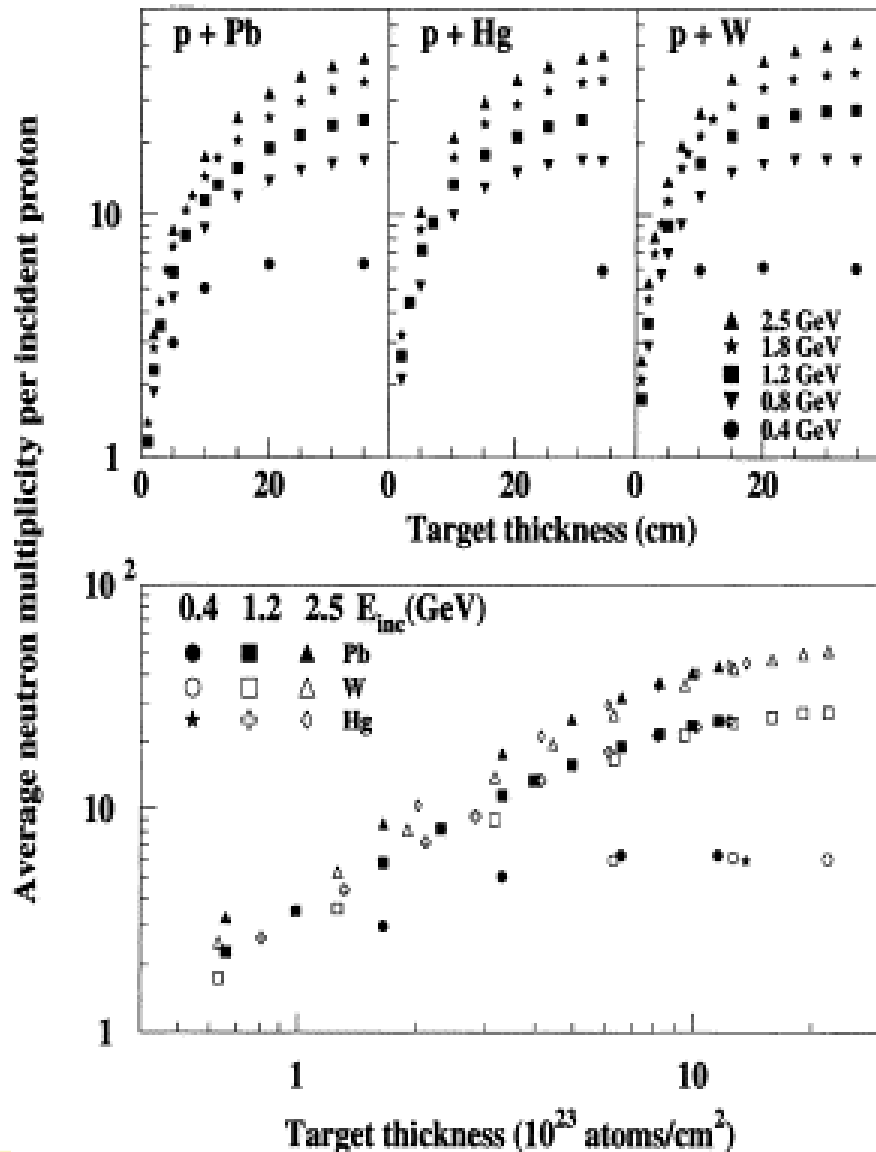 Average neutron multiplicity per incident proton
p + Pb
p + Hg
p + W
10
1
2.5 GeV
1.8 GeV
1.2 GeV
0.8 GeV
0.4 GeV
0 20 0 20 0 20
Target thickness (cm)
10²
0.4 1.2 2.5 E_inc(GeV)
Pb
W
Hg
10
1
1 10
Target thickness (10²³ atoms/cm²)